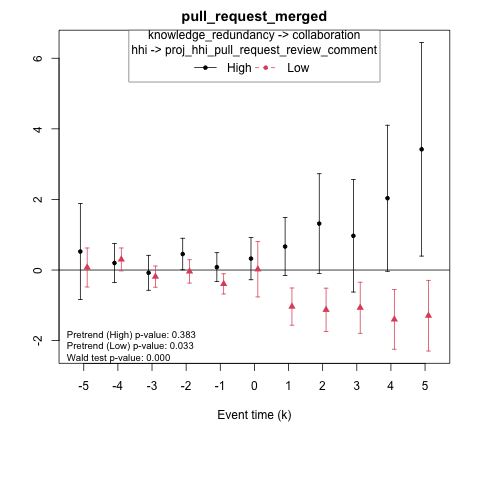 pull_request_merged
knowledge_redundancy -> collaboration
hhi -> proj_hhi_pull_request_review_comment
High
Low
6
4
2
0
-2
Pretrend (High) p-value: 0.383
Pretrend (Low) p-value: 0.033
Wald test p-value: 0.000
-5 -4 -3 -2 -1 0 1 2 3 4 5
Event time (k)